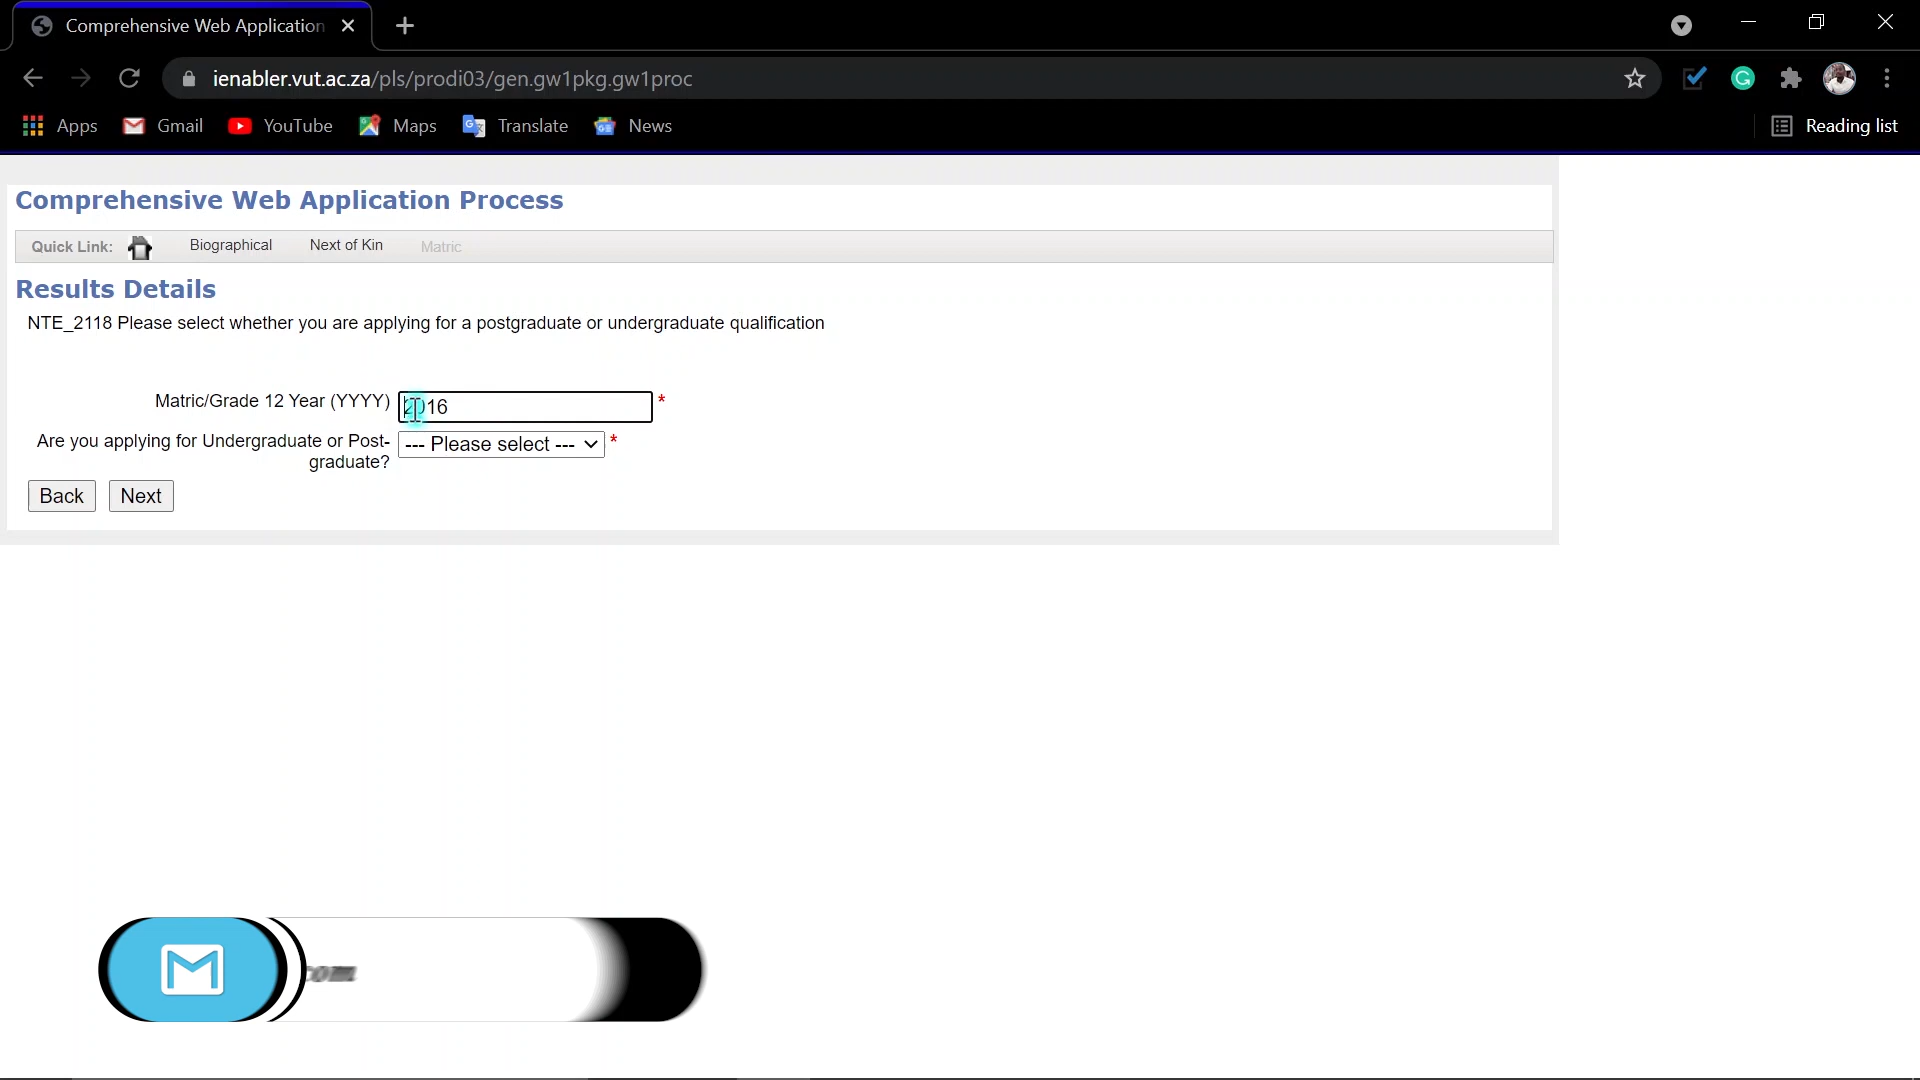 Comprehensive Web Application
ienabler.vut.ac.za/pls/prodi03/gen.gw1pkg.gw1proc
Apps Gmail YouTube Maps Translate News Reading list
Comprehensive Web Application Process
Quick Link: Biographical Next of Kin Matric
Results Details
NTE_2118 Please select whether you are applying for a postgraduate or undergraduate qualification
Matric/Grade 12 Year (YYYY) 2016 *
Are you applying for Undergraduate or Post- --- Please select --- *
graduate?
Back Next